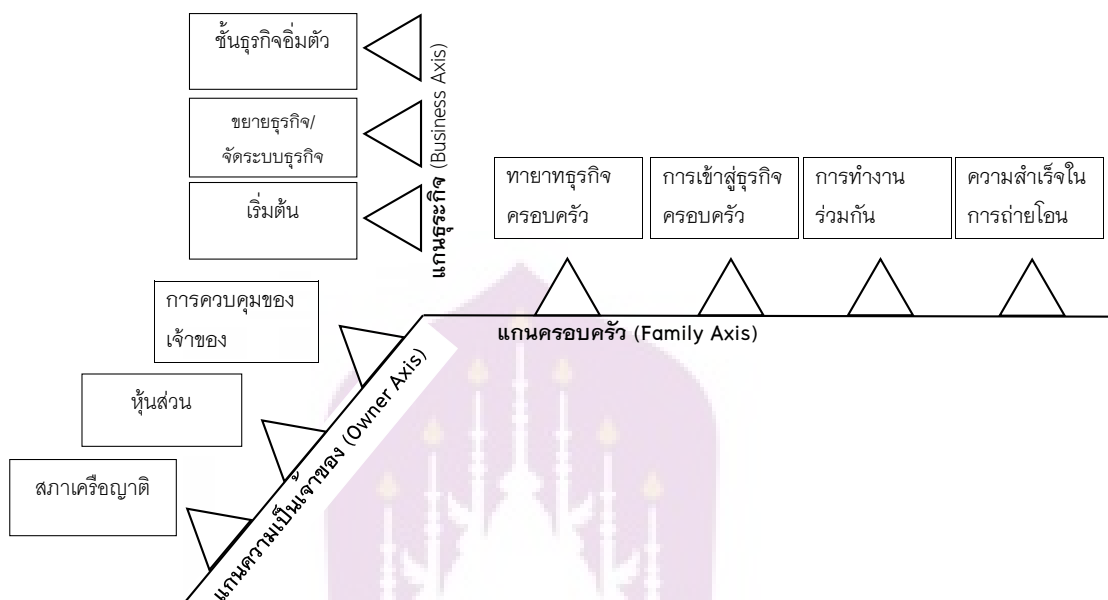 ชั้นธุรกิจอิ่มตัว
ขยายธุรกิจ/
จัดระบบธุรกิจ
เริ่มต้น
แกนธุระกิจ (Business Axis)
ทายาทธุรกิจ
ครอบครัว
การเข้าสู่ธุรกิจ
ครอบครัว
การทำงาน
ร่วมกัน
ความสำเร็จใน
การถ่ายโอน
แกนครอบครัว (Family Axis)
การควบคุมของ
เจ้าของ
หุ้นส่วน
สภาเครือญาติ
แกนความเป็นเจ้าของ (Owner Axis)